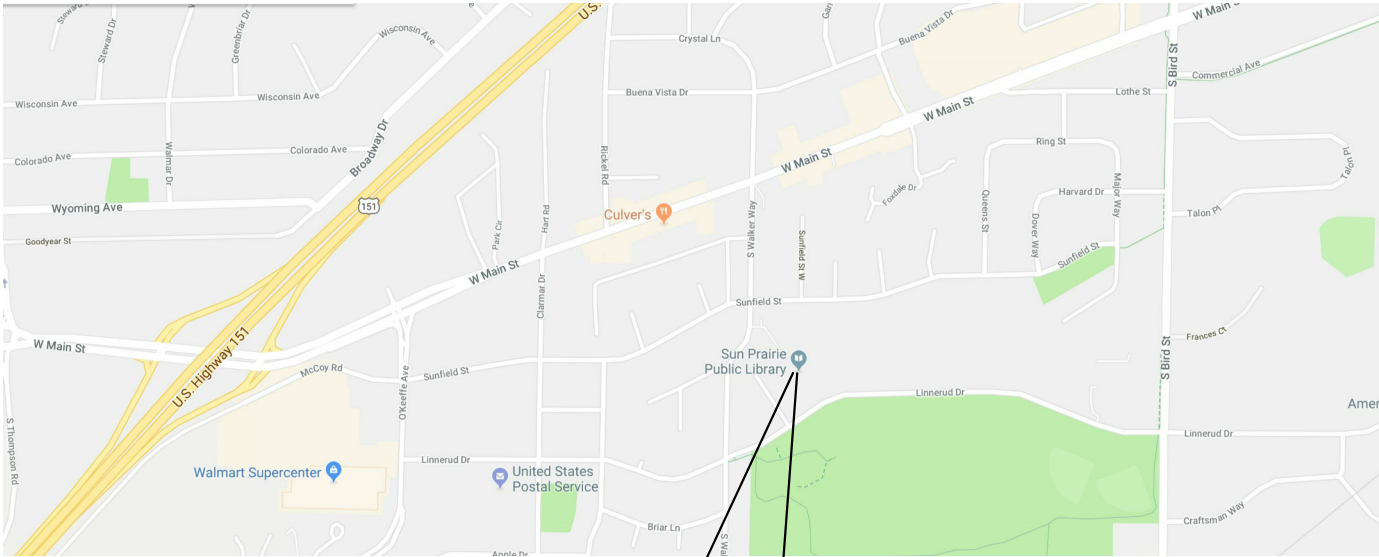 Steward Dr
Steward Dr
Greenbriar Dr
Wisconsin Ave
U.S.
W Main St
Crystal Ln
Buena Vista Dr
S Bird St
Commercial Ave
Wisconsin Ave
Wisconsin Ave
Buena Vista Dr
Lothe St
W Main St
Broadway Dr
Colorado Ave
Colorado Ave
Walmar Dr
Rickel Rd
W Main St
Ring St
Talon Pl
Wyoming Ave
151
Culver's
Foxdale Dr
Queens St
Harvard Dr
Major Way
Talon Pl
Goodyear St
Park Cir
Hart Rd
S Walker Way
Sunfield St W
Dover Way
Sunfield St
W Main St
Clarmar Dr
Sunfield St
W Main St
U.S. Highway 151
McCoy Rd
Sunfield St
O'Keeffe Ave
Sun Prairie
Public Library
S Bird St
Frances Ct
Linnerud Dr
Amer
Linnerud Dr
S Thompson Rd
Walmart Supercenter
Linnerud Dr
United States
Postal Service
Briar Ln
Craftsman Way
Apple Dr
S Wal